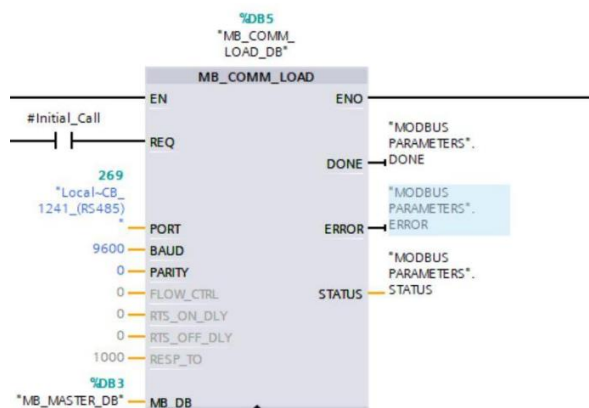 %DB5
"MB_COMM_
LOAD_DB"
MB_COMM_LOAD
EN ENO
#Initial_Call
REQ
"MODBUS
PARAMETERS".
DONE DONE
269
"Local~CB_
1241_(RS485)
"
PORT
"MODBUS
PARAMETERS".
ERROR ERROR
9600 BAUD
0 PARITY
0 FLOW_CTRL
"MODBUS
PARAMETERS".
STATUS STATUS
0 RTS_ON_DLY
0 RTS_OFF_DLY
1000 RESP_TO
%DB3
"MB_MASTER_DB" MB_DB